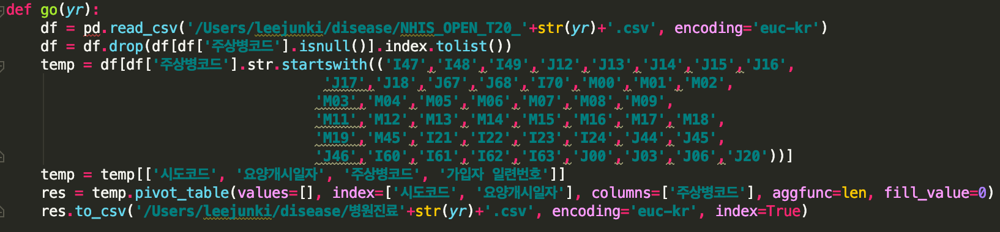 def go(yr):
    df = pd.read_csv('/Users/leejunki/disease/NHIS_OPEN_T20_'+str(yr)+'.csv', encoding='euc-kr')
    df = df.drop(df[df['주상병코드'].isnull()].index.tolist())
    temp = df[df['주상병코드'].str.startswith(('I47','I48','I49','J12','J13','J14','J15','J16',
                                 'J17','J18','J67','J68','I70','M00','M01','M02',
                                'M03','M04','M05','M06','M07','M08','M09',
                                'M11','M12','M13','M14','M15','M16','M17','M18',
                                'M19','M45','I21','I22','I23','I24','J44','J45',
                                'J46','I60','I61','I62','I63','J00','J03','J06','J20'))]
    temp = temp[['시도코드', '요양개시일자', '주상병코드', '가입자 일련번호']]
    res = temp.pivot_table(values=[], index=['시도코드', '요양개시일자'], columns=['주상병코드'], aggfunc=len, fill_value=0)
    res.to_csv('/Users/leejunki/disease/병원진료'+str(yr)+'.csv', encoding='euc-kr', index=True)